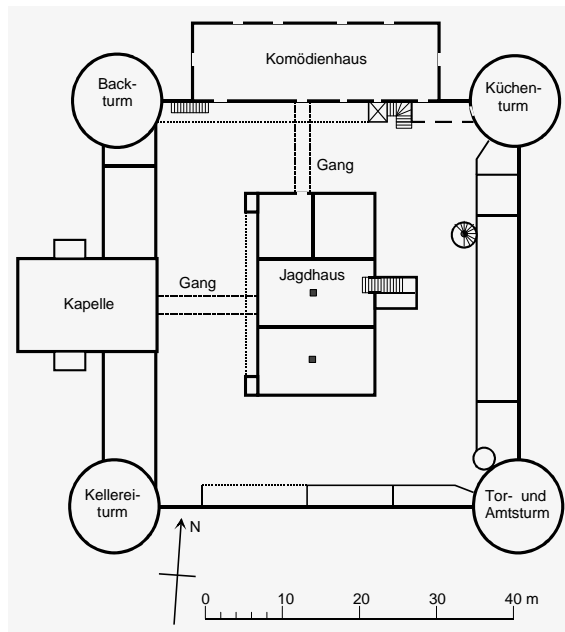 Komödienhaus
Back-
turm
Küchen-
turm
Gang
Jagdhaus
Gang
Kapelle
Kellerei-
turm
Tor- und
Amtsturm
N
0 10 20 30 40 m